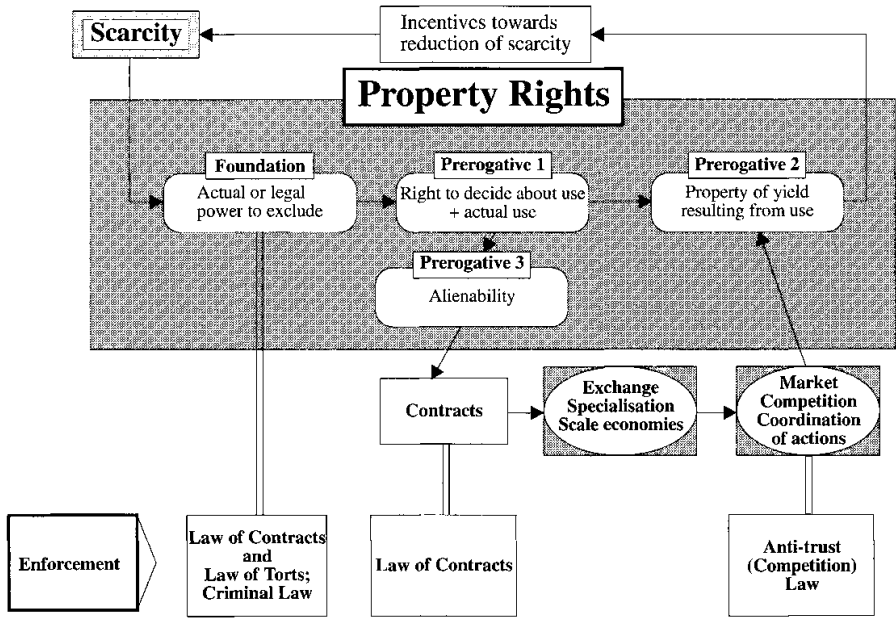 Scarcity
Incentives towards
reduction of scarcity
Property Rights
Foundation
Actual or legal
power to exclude
Prerogative 1
Right to decide about use
+ actual use
Prerogative 2
Property of yield
resulting from use
Prerogative 3
Alienability
Contracts
Exchange
Specialisation
Scale economies
Market
Competition
Coordination
of actions
Enforcement
Law of Contracts
and
Law of Torts;
Criminal Law
Law of Contracts
Anti-trust
(Competition)
Law